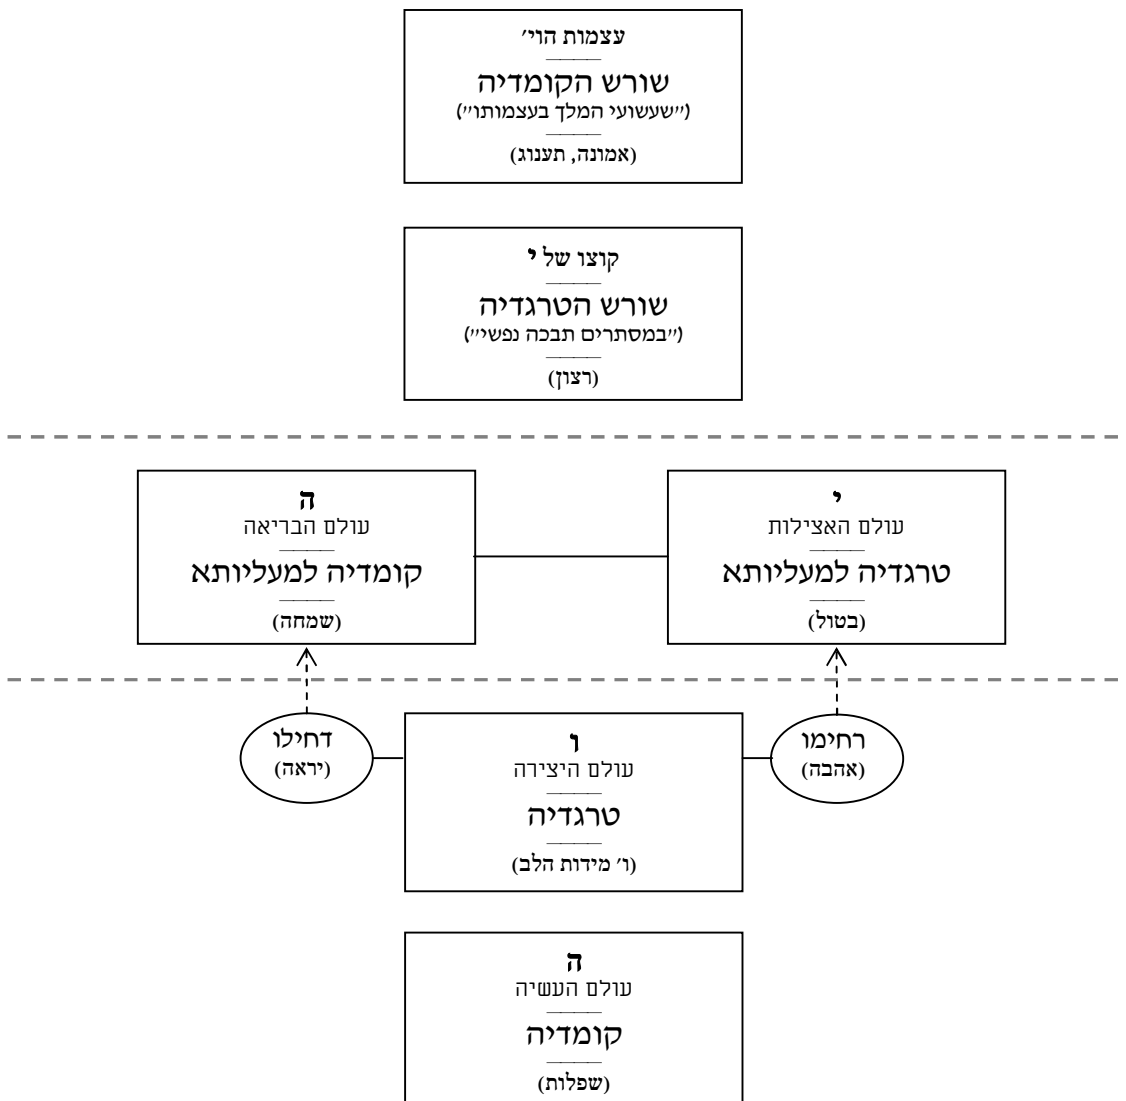 עצמות הוי׳
שורש הקומדיה
(״שעשועי המלך בעצמותו״)
(אמונה, תענוג)
קוצו של י
שורש הטרגדיה
(״במסתרים תבכה נפשי״)
(רצון)
י
עולם האצילות
טרגדיה למעליותא
(בטול)
ה
עולם הבריאה
קומדיה למעליותא
(שמחה)
רחימו
(אהבה)
ו
עולם היצירה
טרגדיה
(ו׳ מידות הלב)
דחילו
(יראה)
ה
עולם העשיה
קומדיה
(שפלות)